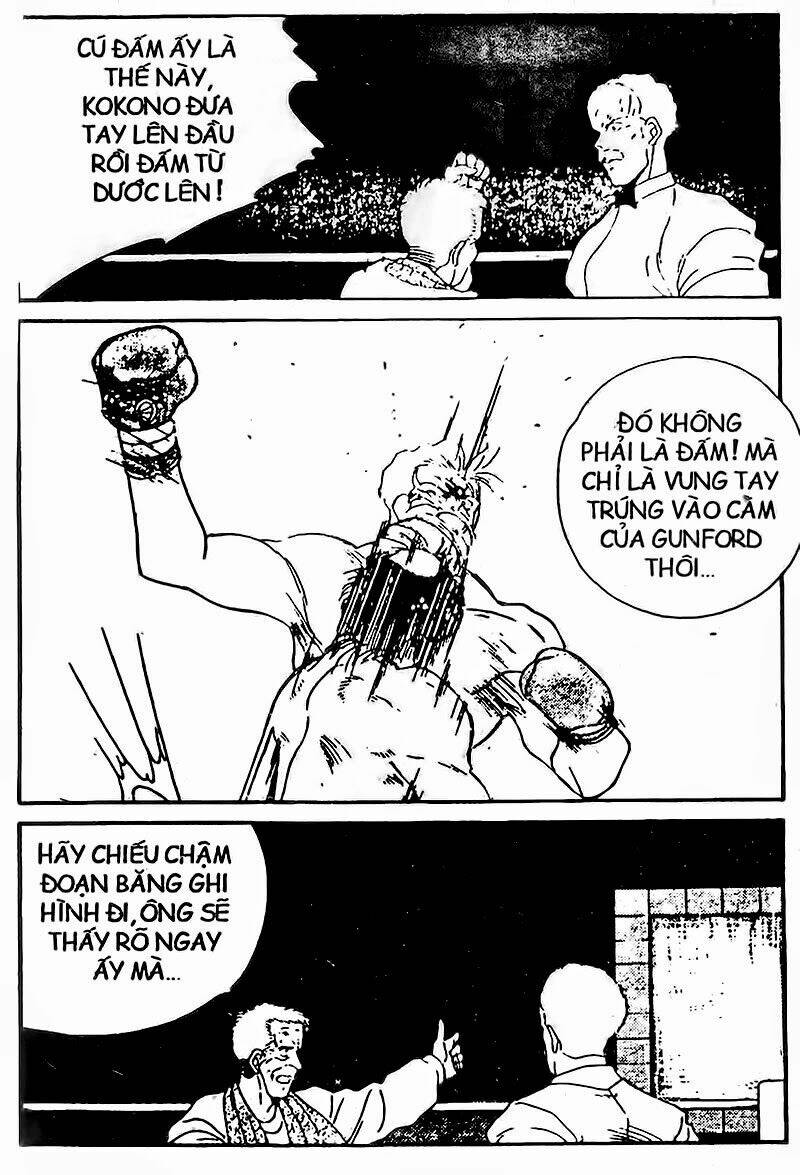 CÚ ĐẤM ẤY LÀ
THẾ NÀY,
KOKONO ĐƯA
TAY LÊN ĐẦU
RỒI ĐẤM TỪ
DƯỚC LÊN!
ĐÓ KHÔNG
PHẢI LÀ ĐẤM! MÀ
CHỈ LÀ VUNG TAY
TRÚNG VÀO CẰM
CỦA GUNFORD
THÔI...
HÃY CHIẾU CHẬM
ĐOẠN BĂNG GHI
HÌNH ĐI, ÔNG SẼ
THẤY RÕ NGAY
ẤY MÀ...